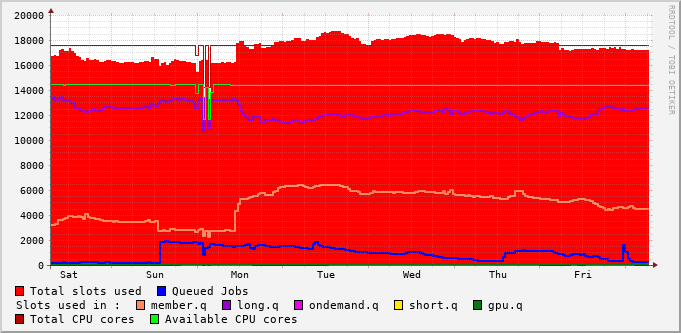 20000
18000
16000
14000
12000
10000
8000
6000
4000
2000
0
Sat Sun Mon Tue Wed Thu Fri
RRDTOOL / TOBI OETIKER
Total slots used Queued Jobs
Slots used in : member.q long.q ondemand.q short.q gpu.q
Total CPU cores Available CPU cores